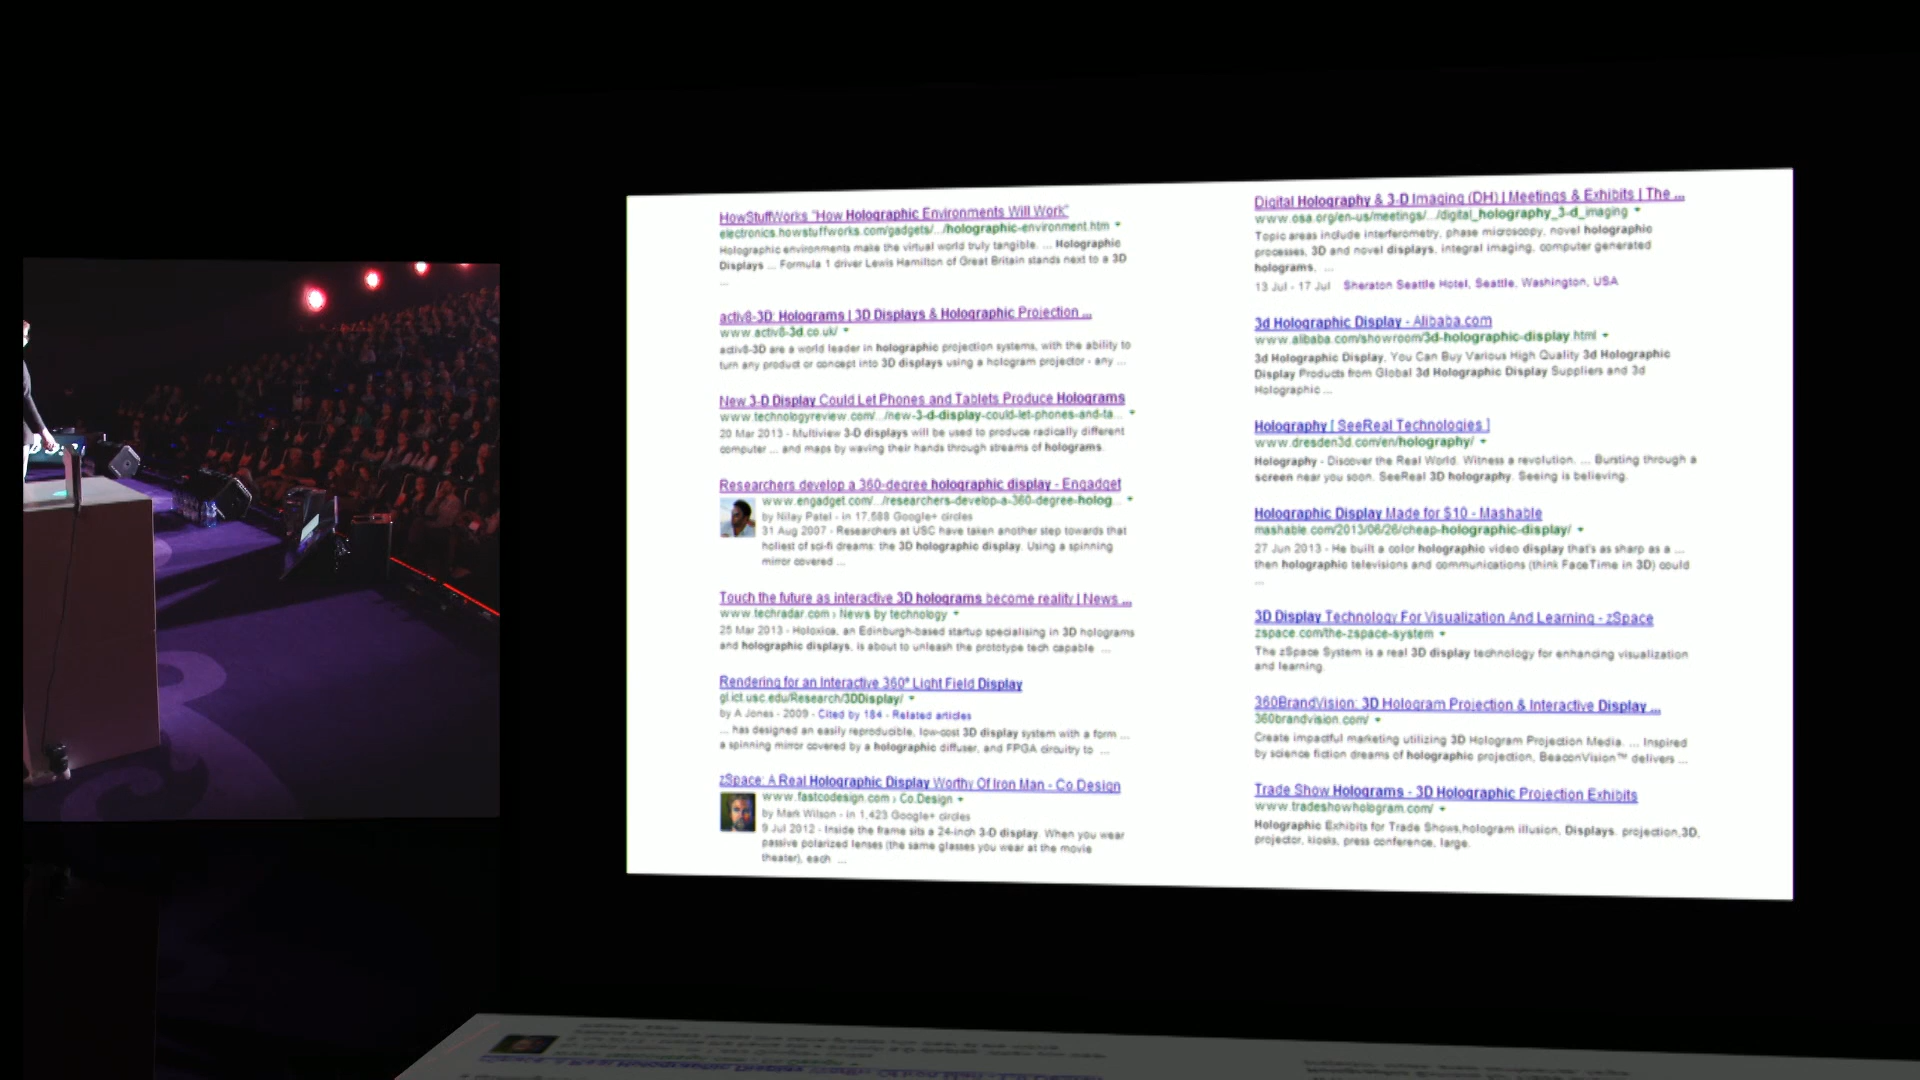 HowStuffWorks "How Holographic Environments Will Work"
electronics.howstuffworks.com/gadgets/.../holographic-environment.htm
Holographic environments make the virtual world truly tangible. ... Holographic
Displays ... Formula 1 driver Lewis Hamilton of Great Britain stands next to a 3D
...
activ8-3D: Holograms | 3D Displays & Holographic Projection ...
www.activ8-3d.co.uk/
activ8-3D are a world leader in holographic projection systems, with the ability to
turn any product or concept into 3D displays using a hologram projector - any ...
New 3-D Display Could Let Phones and Tablets Produce Holograms
www.technologyreview.com/.../new-3-d-display-could-let-phones-and-ta...
20 Mar 2013 - Multiview 3-D displays will be used to produce radically different
computer ... and maps by waving their hands through streams of holograms.
Researchers develop a 360-degree holographic display - Engadget
www.engadget.com/.../researchers-develop-a-360-degree-holog...
by Nilay Patel - in 17,588 Google+ circles
31 Aug 2007 - Researchers at USC have taken another step towards that
holiest of sci-fi dreams: the 3D holographic display. Using a spinning
mirror covered ...
Touch the future as interactive 3D holograms become reality | News ...
www.techradar.com › News by technology
25 Mar 2013 - Holoxica, an Edinburgh-based startup specialising in 3D holograms
and holographic displays, is about to unleash the prototype tech capable ...
Rendering for an Interactive 360° Light Field Display
gl.ict.usc.edu/Research/3DDisplay/
by A Jones - 2009 - Cited by 184 - Related articles
... has designed an easily reproducible, low-cost 3D display system with a form ...
a spinning mirror covered by a holographic diffuser, and FPGA circuitry to ...
zSpace: A Real Holographic Display Worthy Of Iron Man - Co.Design
www.fastcodesign.com › Co.Design
by Mark Wilson - in 1,423 Google+ circles
9 Jul 2012 - Inside the frame sits a 24-inch 3-D display. When you wear
passive polarized lenses (the same glasses you wear at the movie
theater), each ...
Digital Holography & 3-D Imaging (DH) | Meetings & Exhibits | The ...
www.osa.org/en-us/meetings/.../digital_holography_3-d_imaging
Topic areas include interferometry, phase microscopy, novel holographic
processes, 3D and novel displays, integral imaging, computer generated
holograms, ...
13 Jul - 17 Jul Sheraton Seattle Hotel, Seattle, Washington, USA
3d Holographic Display - Alibaba.com
www.alibaba.com/showroom/3d-holographic-display.html
3d Holographic Display, You Can Buy Various High Quality 3d Holographic
Display Products from Global 3d Holographic Display Suppliers and 3d
Holographic ...
Holography [ SeeReal Technologies ]
www.dresden3d.com/en/holography/
Holography - Discover the Real World. Witness a revolution. ... Bursting through a
screen near you soon. SeeReal 3D holography. Seeing is believing.
Holographic Display Made for $10 - Mashable
mashable.com/2013/06/26/cheap-holographic-display/
27 Jun 2013 - He built a color holographic video display that's as sharp as a ...
then holographic televisions and communications (think FaceTime in 3D) could
...
3D Display Technology For Visualization And Learning - zSpace
zspace.com/the-zspace-system
The zSpace System is a real 3D display technology for enhancing visualization
and learning.
360BrandVision: 3D Hologram Projection & Interactive Display ...
360brandvision.com/
Create impactful marketing utilizing 3D Hologram Projection Media. ... Inspired
by science fiction dreams of holographic projection, BeaconVision™ delivers ...
Trade Show Holograms - 3D Holographic Projection Exhibits
www.tradeshowhologram.com/
Holographic Exhibits for Trade Shows,hologram illusion, Displays. projection,3D,
projector, kiosks, press conference, large.